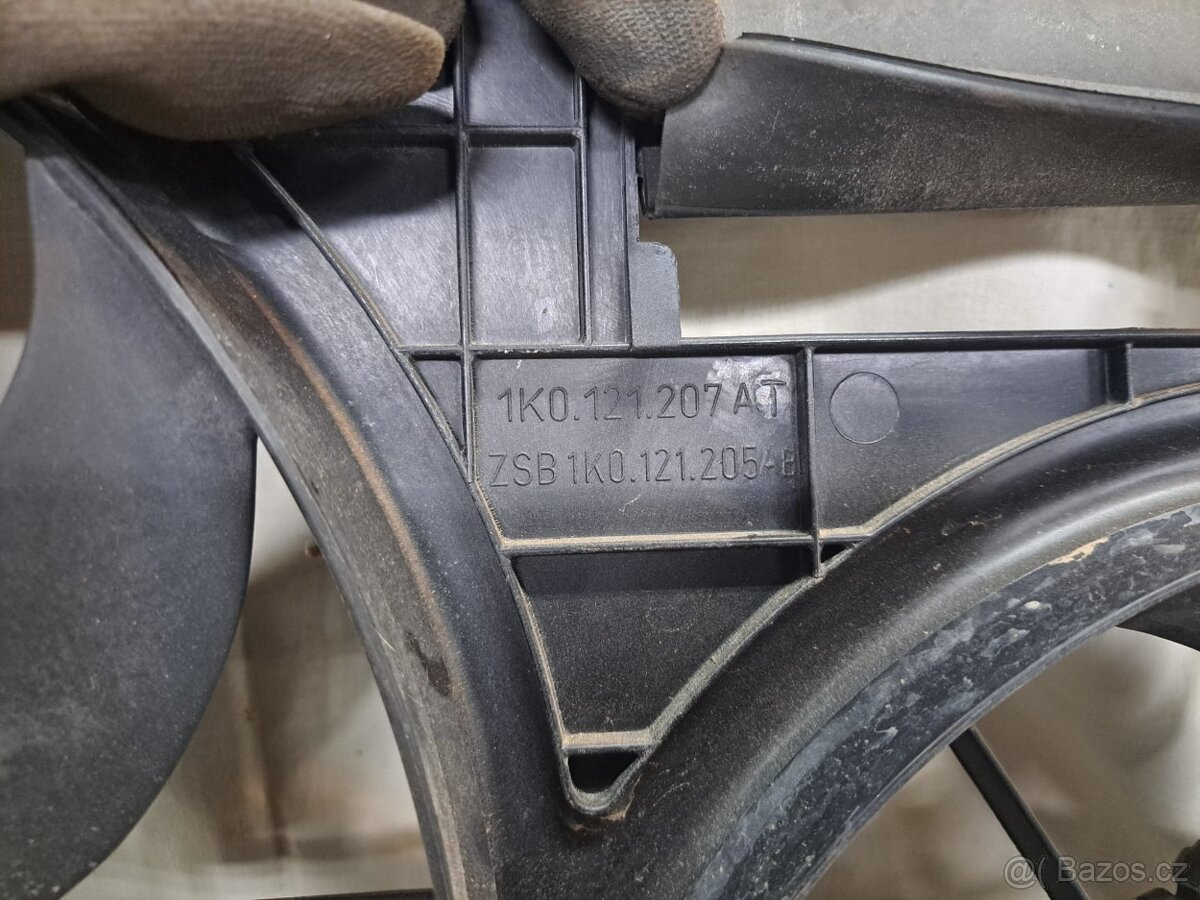 1K0.121.207 AT
ZSB 1K0.121.205 AB
@( Bazos.cz